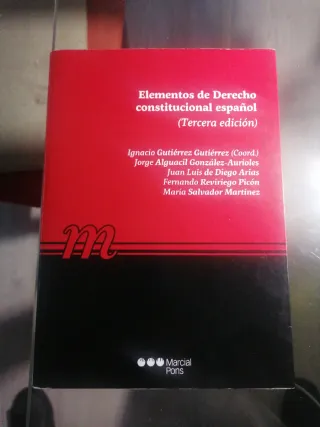 Elementos de Derecho
constitucional español
(Tercera edición)
Ignacio Gutiérrez Gutiérrez (Coord.)
Jorge Alguacil González-Aurioles
Juan Luis de Diego Arias
Fernando Reviriego Picón
María Salvador Martínez
m
Marcial
Pons